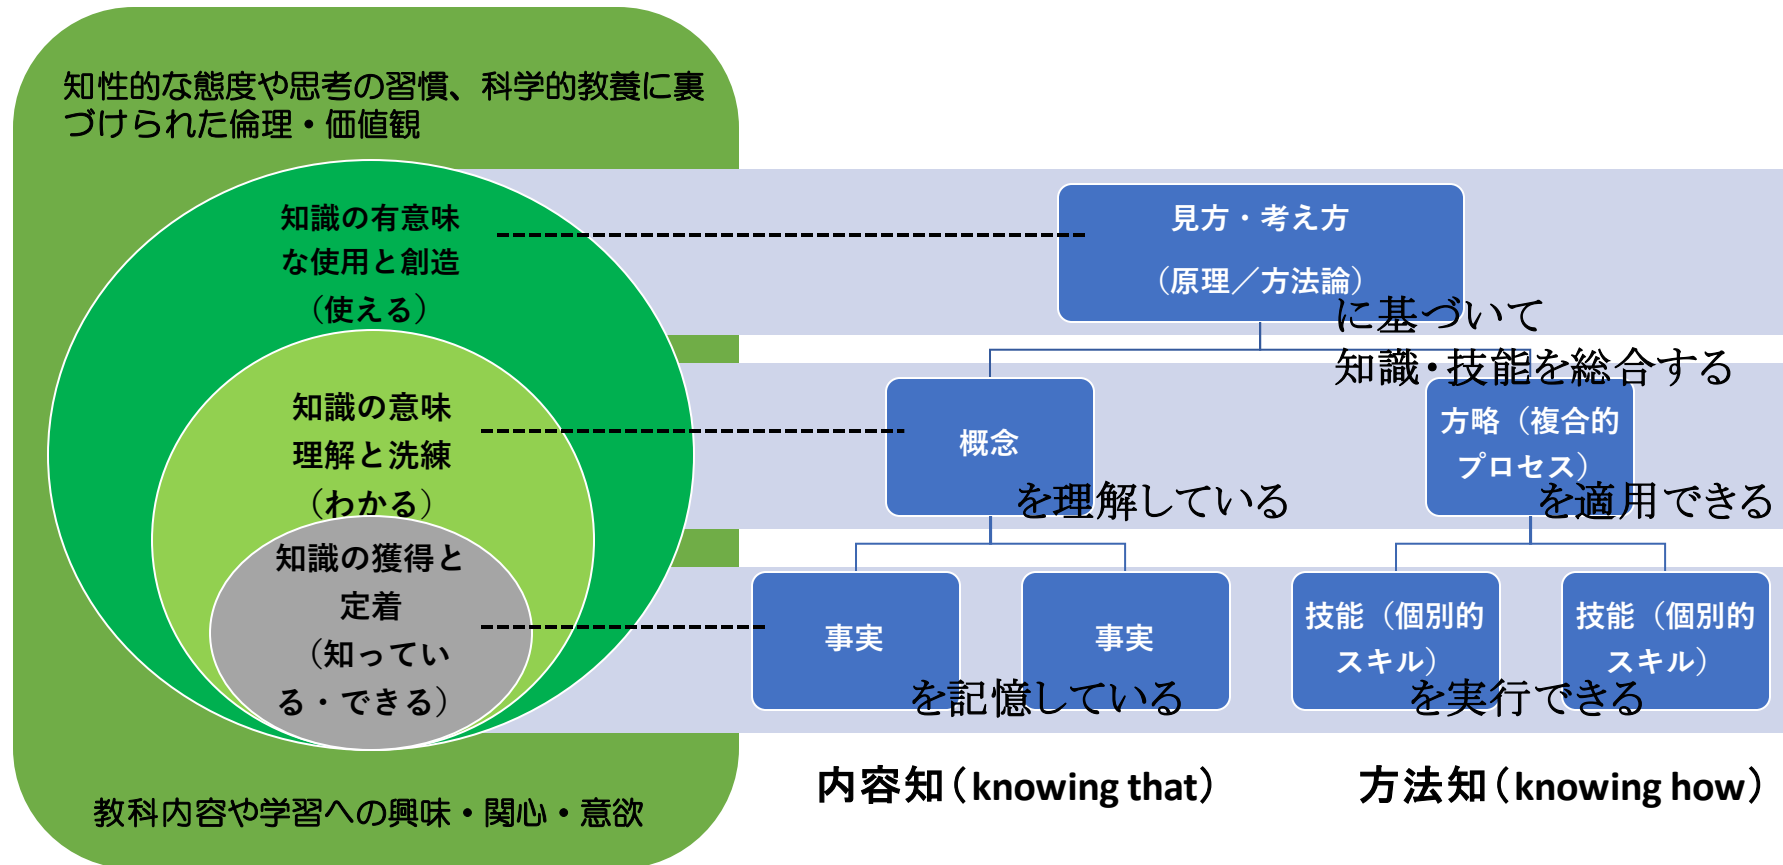 知性的な態度や思考の習慣、科学的教養に裏
づけられた倫理・価値観
知識の有意味
な使用と創造
（使える）
知識の意味
理解と洗練
（わかる）
知識の獲得と
定着
（知ってい
る・できる）
教科内容や学習への興味・関心・意欲
見方・考え方
（原理／方法論）
に基づいて
知識・技能を総合する
概念
を理解している
方略（複合的
プロセス）
を適用できる
事実
事実
を記憶している
技能（個別的
スキル）
技能（個別的
スキル）
を実行できる
内容知（knowing that）
方法知（knowing how）